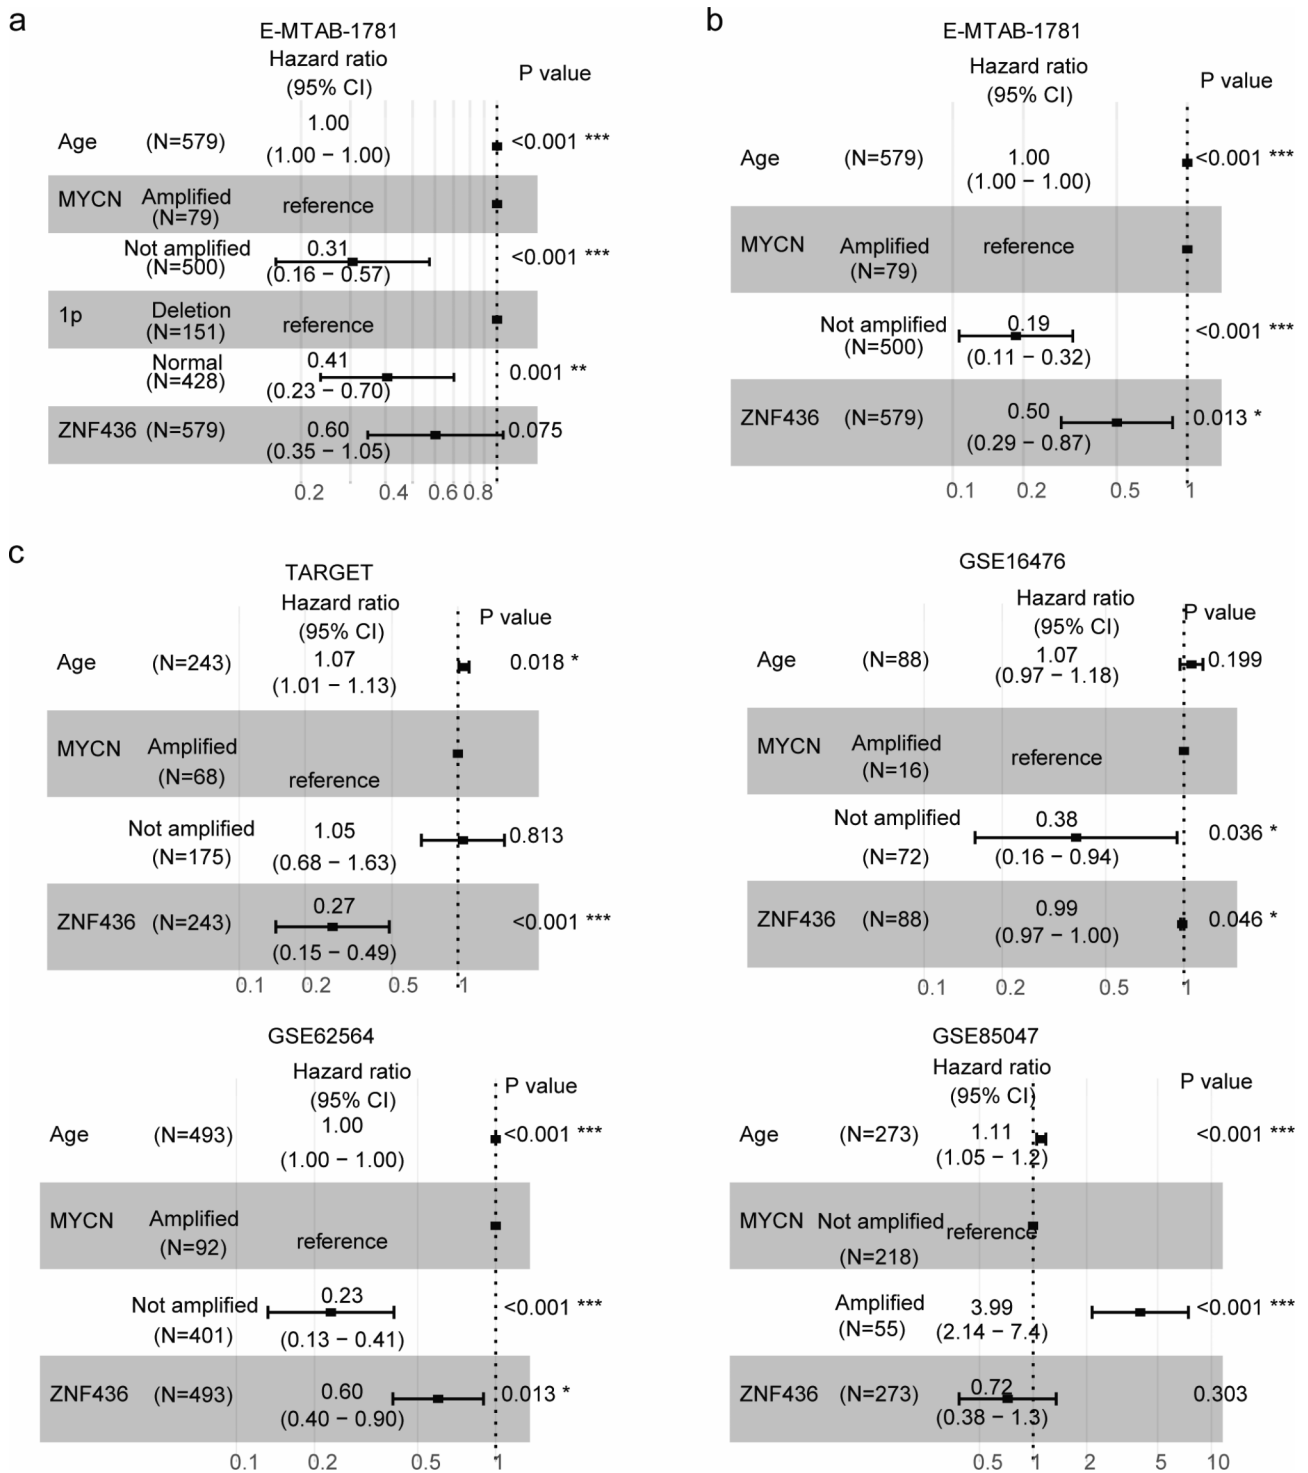 a
E-MTAB-1781
Hazard ratio
(95% CI)
P value
Age (N=579) 1.00 <0.001 ***
(1.00 − 1.00)
MYCN Amplified reference
(N=79)
Not amplified 0.31 <0.001 ***
(N=500) (0.16 − 0.57)
1p Deletion reference
(N=151)
Normal 0.41 0.001 **
(N=428) (0.23 − 0.70)
ZNF436 (N=579) 0.60 0.075
(0.35 − 1.05)
0.2 0.4 0.6 0.8
b
E-MTAB-1781
Hazard ratio
(95% CI)
P value
Age (N=579) 1.00 <0.001 ***
(1.00 − 1.00)
MYCN Amplified reference
(N=79)
Not amplified 0.19 <0.001 ***
(N=500) (0.11 − 0.32)
ZNF436 (N=579) 0.50 0.013 *
(0.29 − 0.87)
0.1 0.2 0.5 1
c
TARGET
Hazard ratio
(95% CI)
P value
Age (N=243) 1.07 0.018 *
(1.01 − 1.13)
MYCN Amplified
(N=68) reference
Not amplified 1.05 0.813
(N=175) (0.68 − 1.63)
ZNF436 (N=243) 0.27 <0.001 ***
(0.15 − 0.49)
0.1 0.2 0.5 1
GSE16476
Hazard ratio
(95% CI)
P value
Age (N=88) 1.07 0.199
(0.97 − 1.18)
MYCN Amplified reference
(N=16)
Not amplified 0.38 0.036 *
(N=72) (0.16 − 0.94)
ZNF436 (N=88) 0.99 0.046 *
(0.97 − 1.00)
0.1 0.2 0.5 1
GSE62564
Hazard ratio
(95% CI)
P value
Age (N=493) 1.00 <0.001 ***
(1.00 − 1.00)
MYCN Amplified
(N=92) reference
Not amplified 0.23 <0.001 ***
(N=401) (0.13 − 0.41)
ZNF436 (N=493) 0.60 0.013 *
(0.40 − 0.90)
0.1 0.2 0.5 1
GSE85047
Hazard ratio
(95% CI)
P value
Age (N=273) 1.11 <0.001 ***
(1.05 − 1.2)
MYCN Not amplified reference
(N=218)
Amplified 3.99 <0.001 ***
(N=55) (2.14 − 7.4)
ZNF436 (N=273) 0.72 0.303
(0.38 − 1.3)
0.5 1 2 5 10